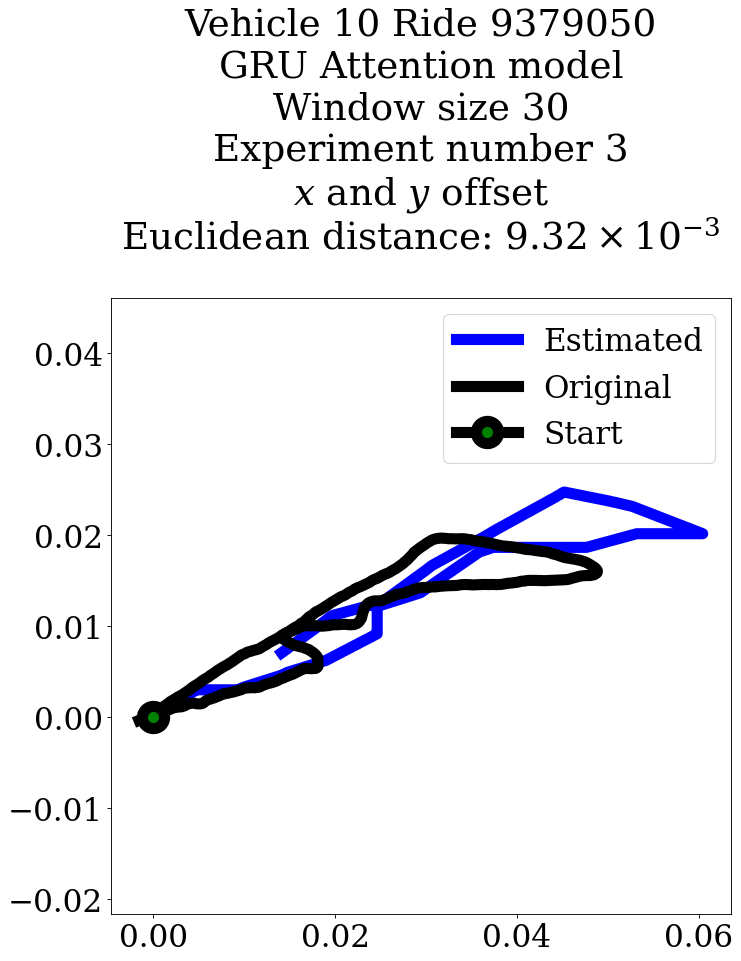 Vehicle 10 Ride 9379050
GRU Attention model
Window size 30
Experiment number 3
x and y offset
Euclidean distance: 9.32 × 10⁻³
Estimated
Original
Start
0.04
0.03
0.02
0.01
0.00
−0.01
−0.02
0.00 0.02 0.04 0.06